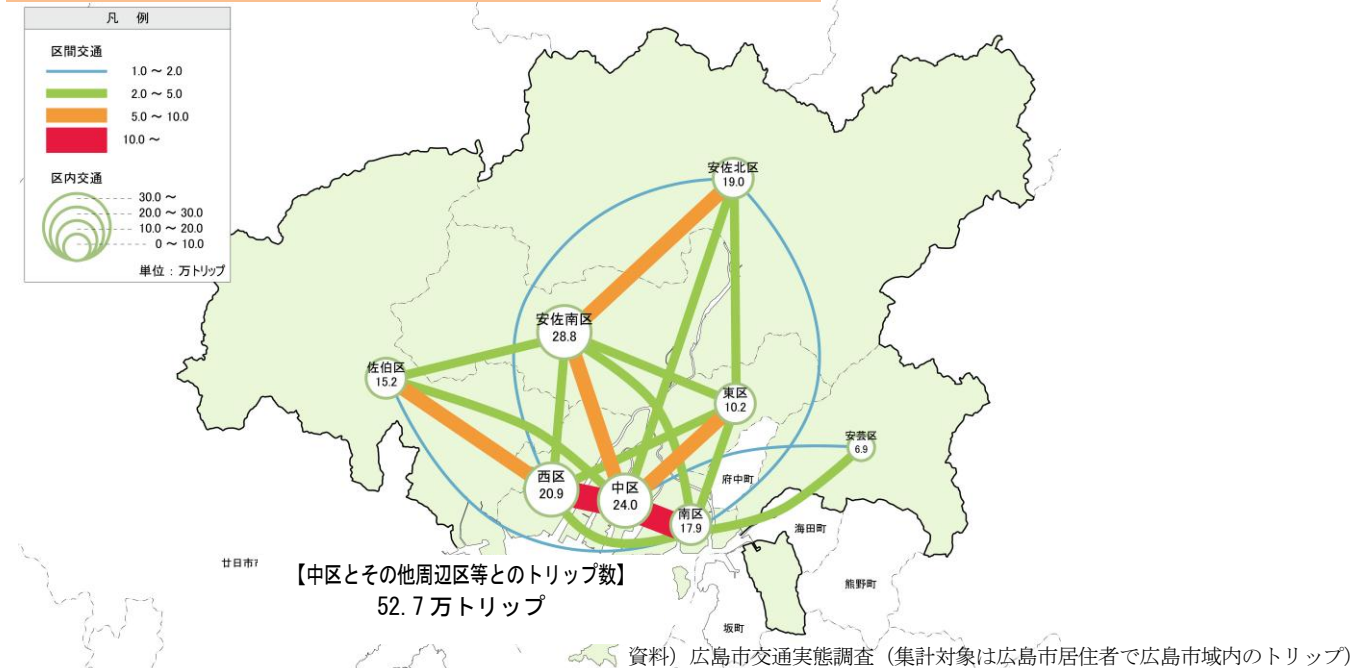 凡 例
区間交通
1.0 ～ 2.0
2.0 ～ 5.0
5.0 ～ 10.0
10.0 ～
区内交通
30.0 ～
20.0 ～ 30.0
10.0 ～ 20.0
0 ～ 10.0
単位 : 万トリップ
安佐北区
19.0
安佐南区
28.8
佐伯区
15.2
東区
10.2
安芸区
6.9
西区
20.9
中区
24.0
南区
17.9
府中町
海田町
熊野町
坂町
廿日市
【中区とその他周辺区等とのトリップ数】
52.7万トリップ
資料）広島市交通実態調査（集計対象は広島市居住者で広島市域内のトリップ）